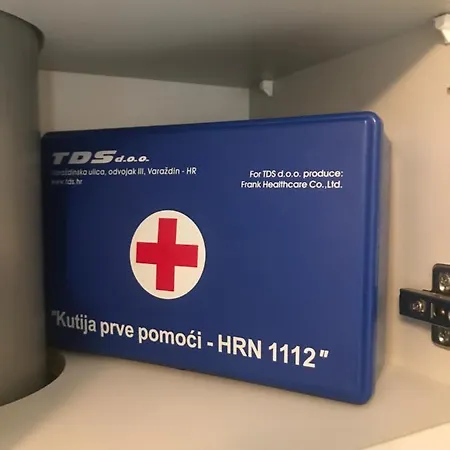 TDS d.o.o.
Varaždinska ulica, odvojak III, Varaždin - HR
www.tds.hr
For TDS d.o.o. produce:
Frank Healthcare Co.,Ltd.
"Kutija prve pomoći - HRN 1112"